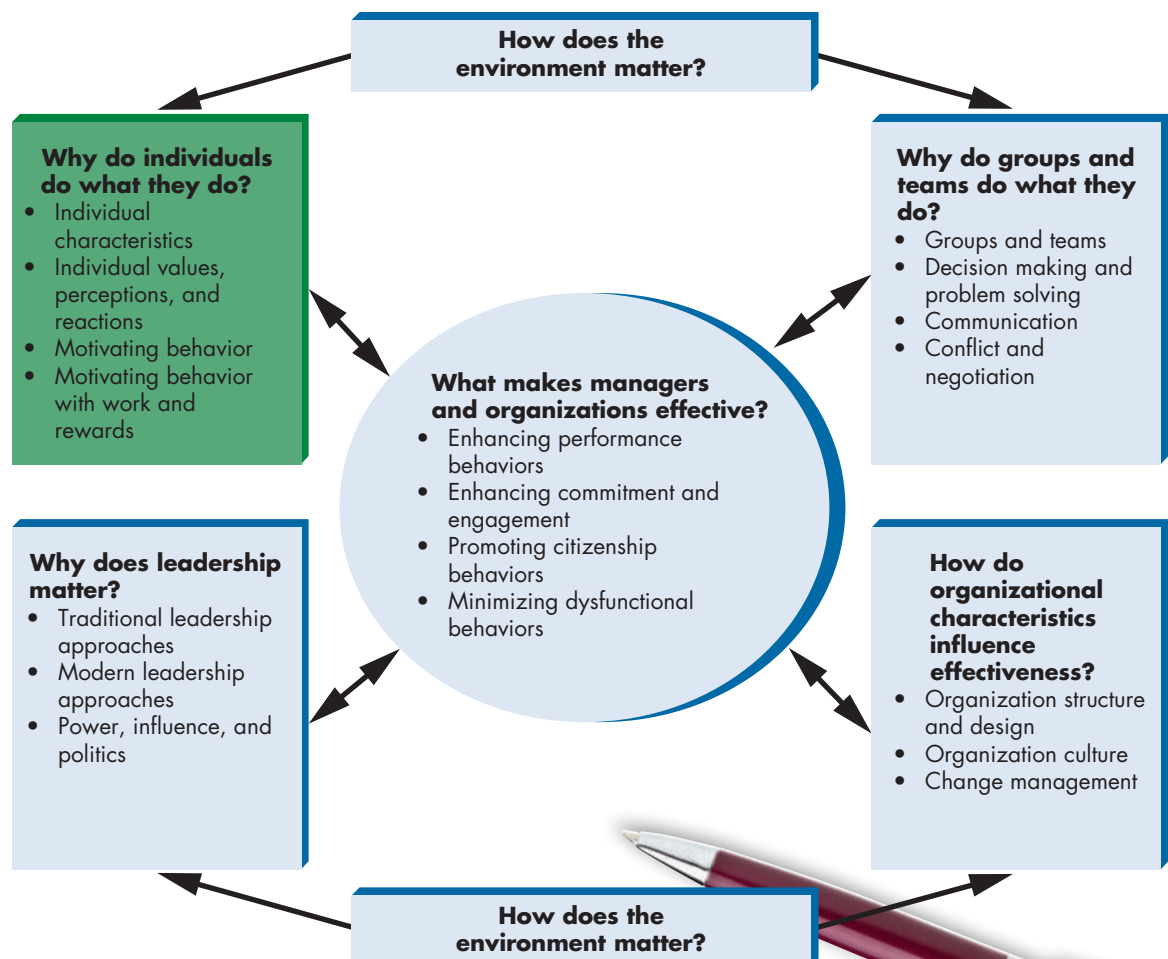 How does the
environment matter?
Why do individuals
do what they do?
• Individual
characteristics
• Individual values,
perceptions, and
reactions
• Motivating behavior
• Motivating behavior
with work and
rewards
Why do groups and
teams do what they
do?
• Groups and teams
• Decision making and
problem solving
• Communication
• Conflict and
negotiation
What makes managers
and organizations effective?
• Enhancing performance
behaviors
• Enhancing commitment and
engagement
• Promoting citizenship
behaviors
• Minimizing dysfunctional
behaviors
Why does leadership
matter?
• Traditional leadership
approaches
• Modern leadership
approaches
• Power, influence, and
politics
How do
organizational
characteristics
influence
effectiveness?
• Organization structure
and design
• Organization culture
• Change management
How does the
environment matter?